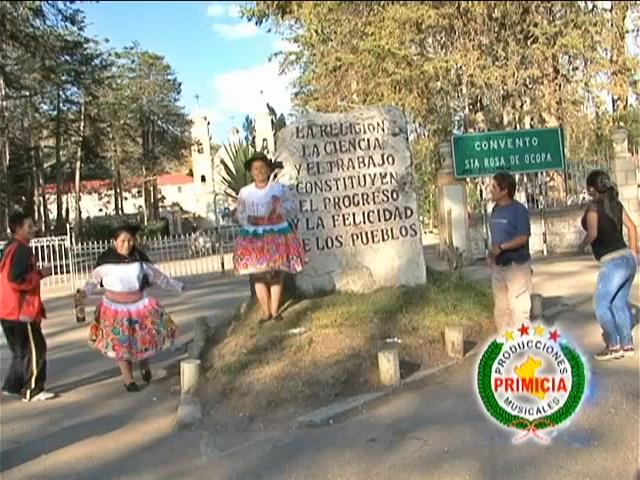 LA RELIGION
LA CIENCIA
Y EL TRABAJO
CONSTITUYEN
EL PROGRESO
Y LA FELICIDAD
DE LOS PUEBLOS
CONVENTO
STA ROSA DE OCOPA
PRODUCCIONES
PRIMICIA
MUSICALES